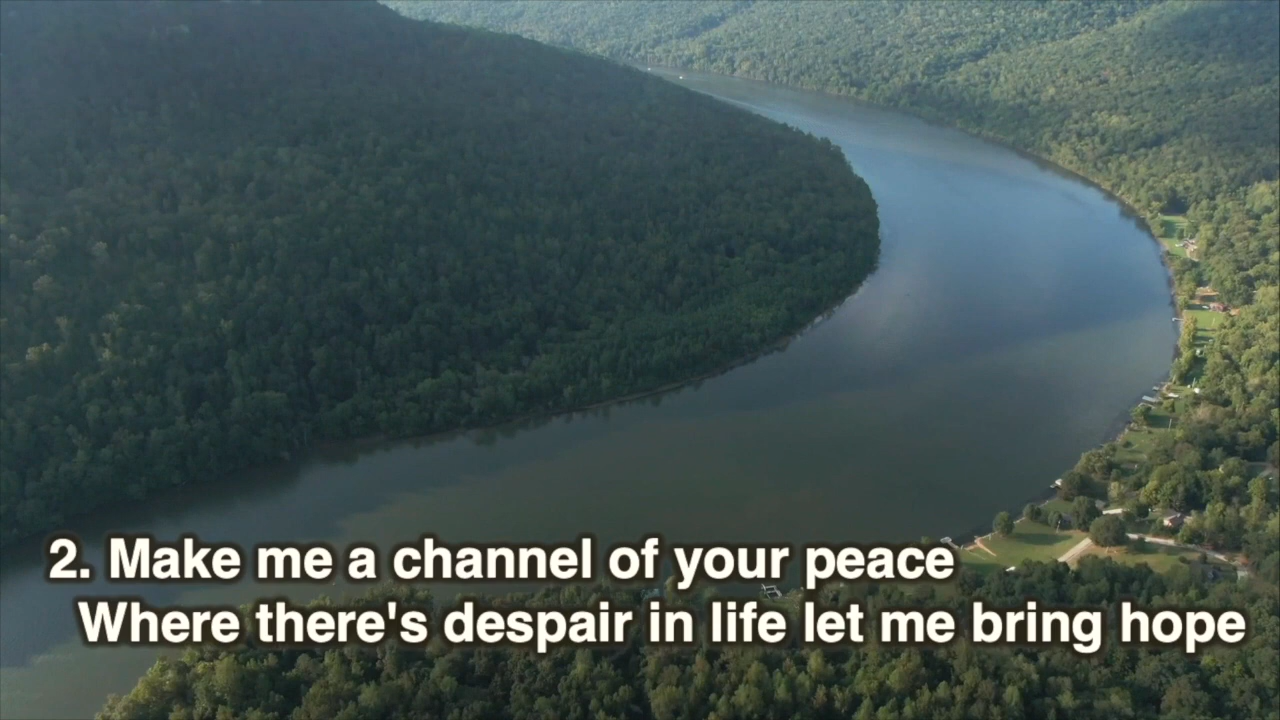 2. Make me a channel of your peace
Where there's despair in life let me bring hope